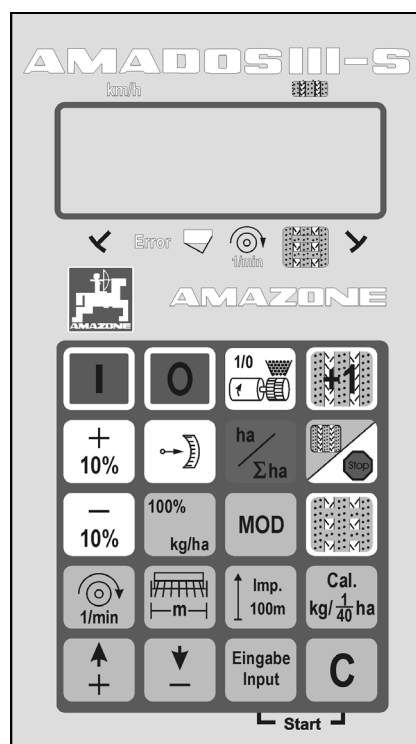 AMADOS III-S
km/h
Error
1/min
AMAZONE
AMAZONE
I O 1/0 +1
+ 10% ha/Σha Stop
− 10% 100% kg/ha MOD
1/min m Imp. 100m Cal. kg/ 1/40 ha
+ − Eingabe Input C
Start